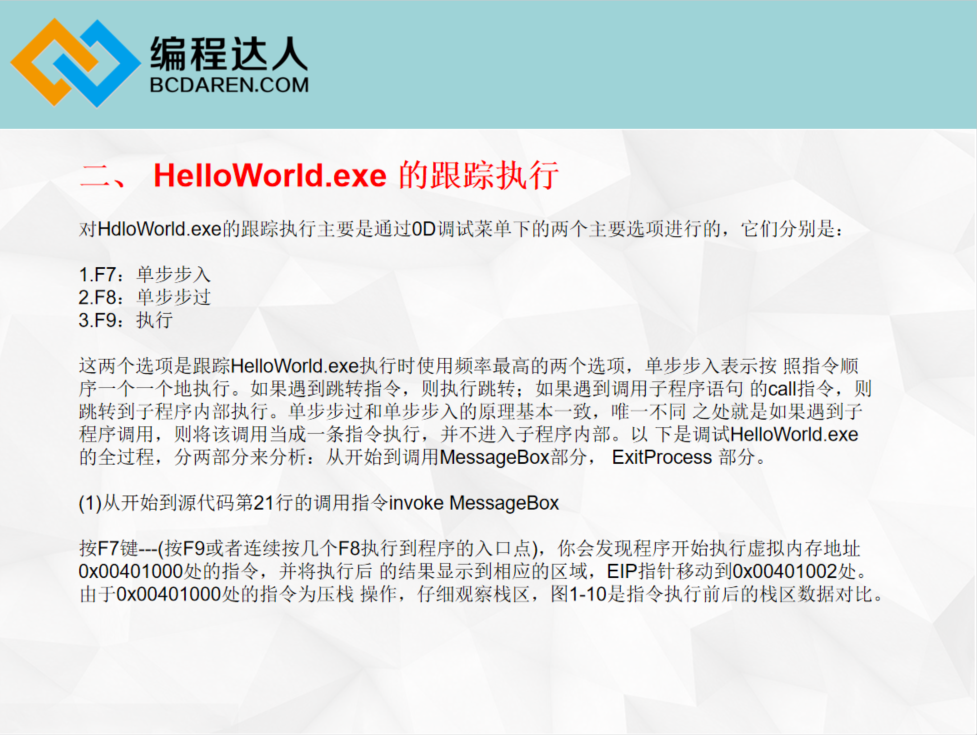 编程达人
BCDAREN.COM
二、 HelloWorld.exe 的跟踪执行
对HdloWorld.exe的跟踪执行主要是通过0D调试菜单下的两个主要选项进行的，它们分别是：
1.F7：单步步入
2.F8：单步步过
3.F9：执行
这两个选项是跟踪HelloWorld.exe执行时使用频率最高的两个选项，单步步入表示按 照指令顺
序一个一个地执行。如果遇到跳转指令，则执行跳转；如果遇到调用子程序语句 的call指令，则
跳转到子程序内部执行。单步步过和单步步入的原理基本一致，唯一不同 之处就是如果遇到子
程序调用，则将该调用当成一条指令执行，并不进入子程序内部。以 下是调试HelloWorld.exe
的全过程，分两部分来分析：从开始到调用MessageBox部分， ExitProcess 部分。
(1)从开始到源代码第21行的调用指令invoke MessageBox
按F7键---(按F9或者连续按几个F8执行到程序的入口点)，你会发现程序开始执行虚拟内存地址
0x00401000处的指令，并将执行后 的结果显示到相应的区域，EIP指针移动到0x00401002处。
由于0x00401000处的指令为压栈 操作，仔细观察栈区，图1-10是指令执行前后的栈区数据对比。